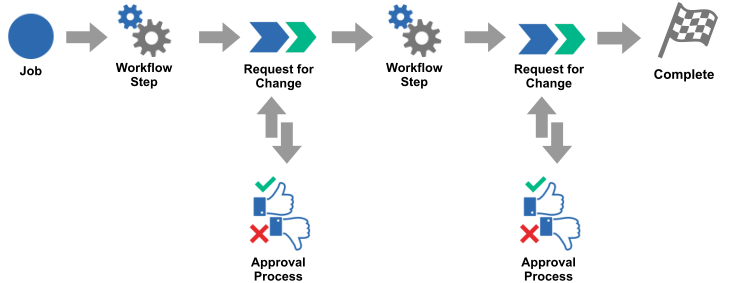 Job
Workflow
Step
Request for
Change
Workflow
Step
Request for
Change
Complete
Approval
Process
Approval
Process